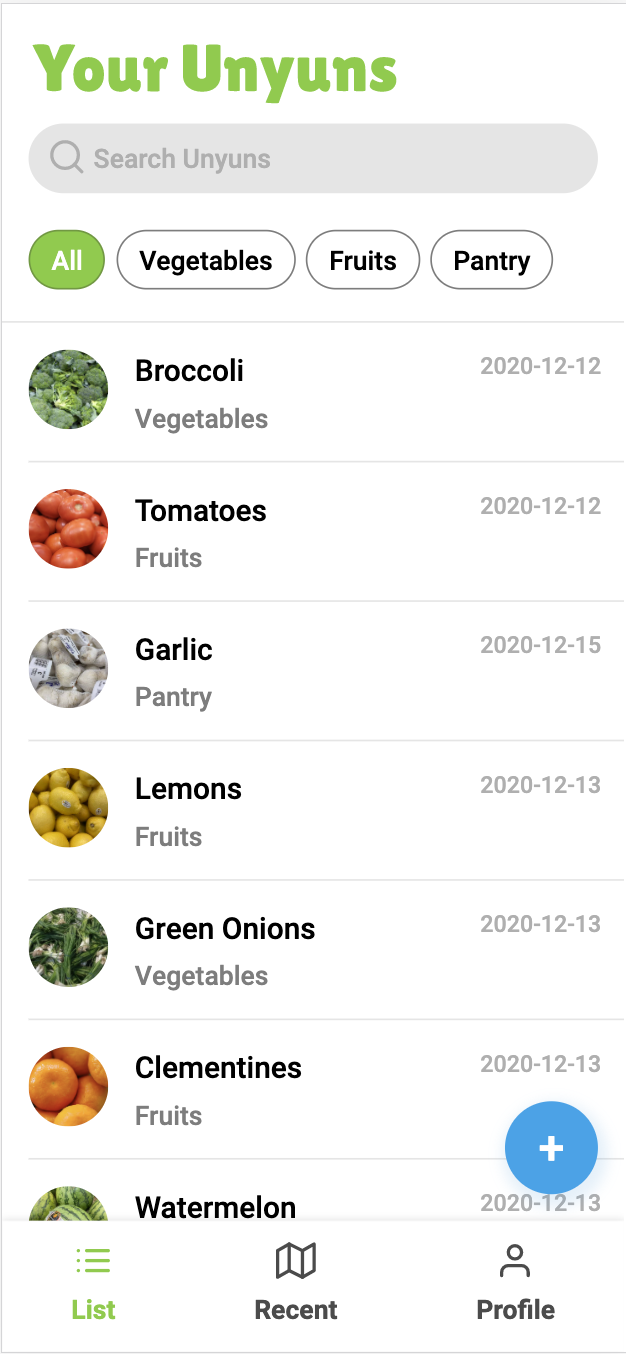 Your Unyuns
Search Unyuns
All Vegetables Fruits Pantry
Broccoli 2020-12-12
Vegetables
Tomatoes 2020-12-12
Fruits
Garlic 2020-12-15
Pantry
Lemons 2020-12-13
Fruits
Green Onions 2020-12-13
Vegetables
Clementines 2020-12-13
Fruits
+
Watermelon 2020-12-13
List Recent Profile